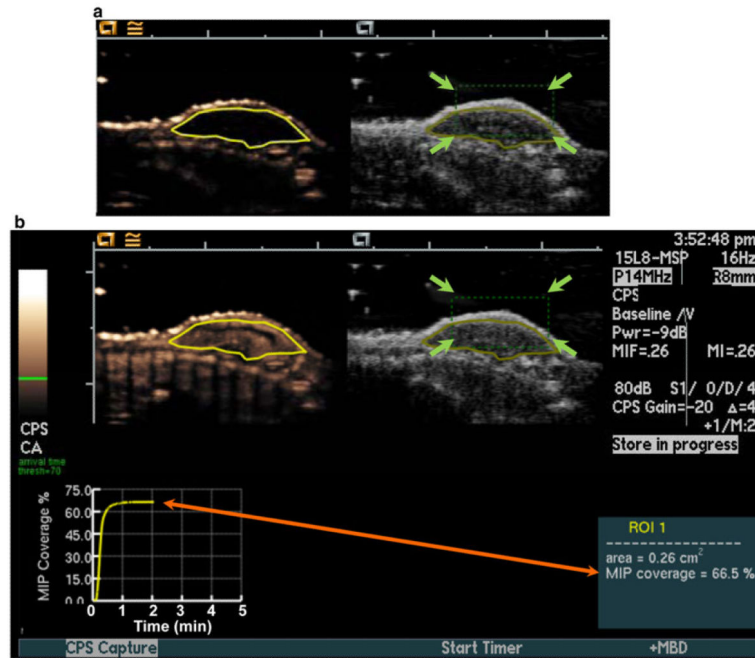 a
b
3:52:48 pm
15L8-MSP 16Hz
P14MHz R8mm
CPS
Baseline /V
Pwr=-9dB
MIF=.26 MI=.26
80dB S1/ 0/D/4
CPS Gain=-20 △=4
+1/M:2
Store in progress
CPS
CA
arrival time
thresh=70
MIP Coverage %
75.0
60.0
45.0
30.0
15.0
0.0
0 1 2 3 4 5
Time (min)
ROI 1
area = 0.26 cm²
MIP coverage = 66.5 %
CPS Capture Start Timer +MBD